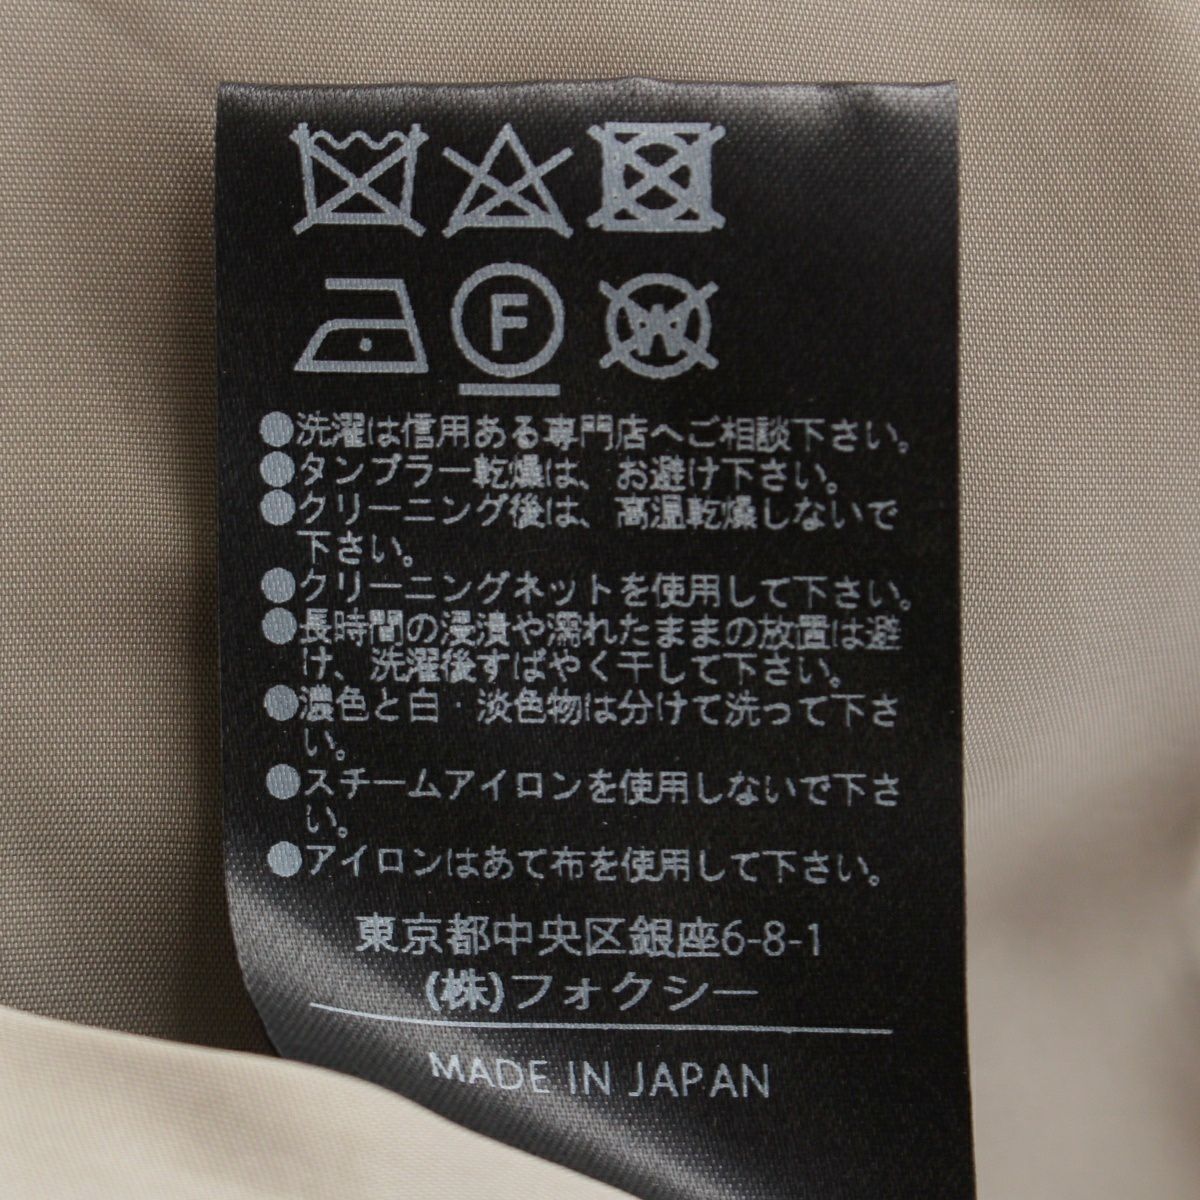 F
W
●洗濯は信用ある専門店へご相談下さい。
●タンブラー乾燥は、お避け下さい。
●クリーニング後は、高温乾燥しないで
下さい。
●クリーニングネットを使用して下さい。
●長時間の浸漬や濡れたままの放置は避
け、洗濯後すばやく干して下さい。
●濃色と白・淡色物は分けて洗って下さ
い。
●スチームアイロンを使用しないで下さ
い。
●アイロンはあて布を使用して下さい。
東京都中央区銀座6-8-1
(株)フォクシー
MADE IN JAPAN